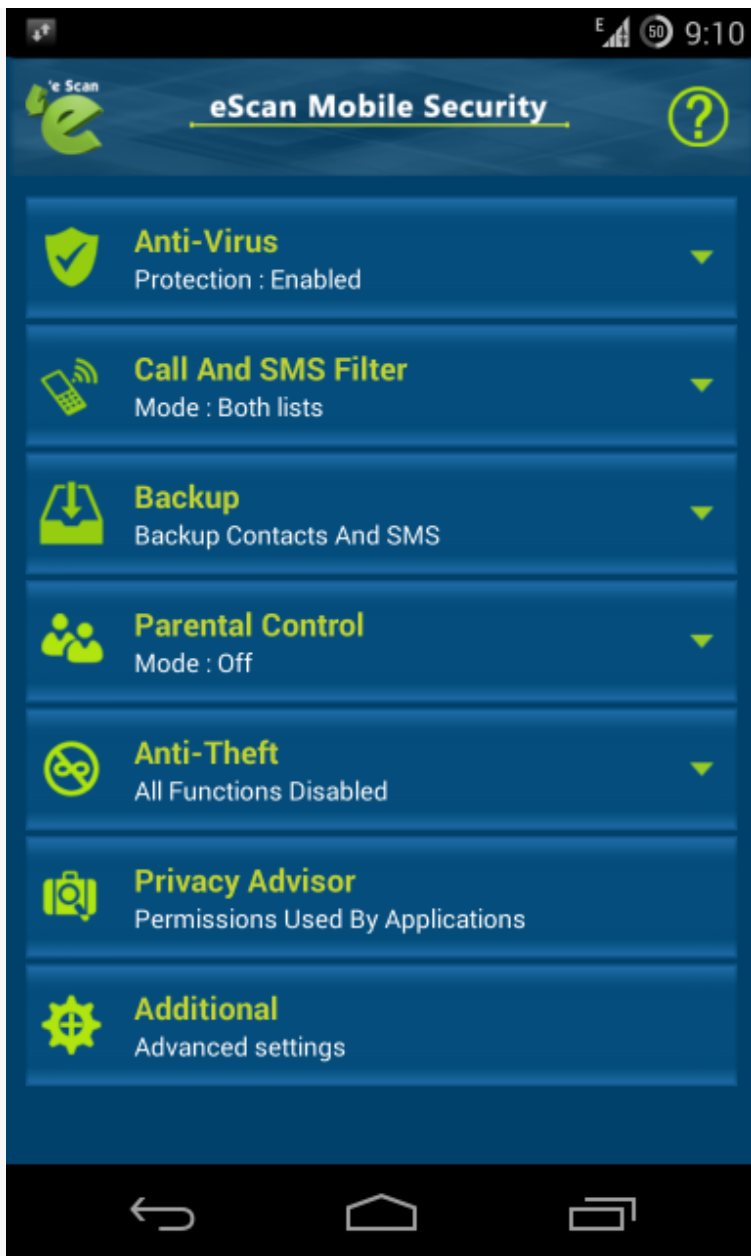 E 50 9:10
e Scan
eScan Mobile Security
?
Anti-Virus
Protection : Enabled
Call And SMS Filter
Mode : Both lists
Backup
Backup Contacts And SMS
Parental Control
Mode : Off
Anti-Theft
All Functions Disabled
Privacy Advisor
Permissions Used By Applications
Additional
Advanced settings